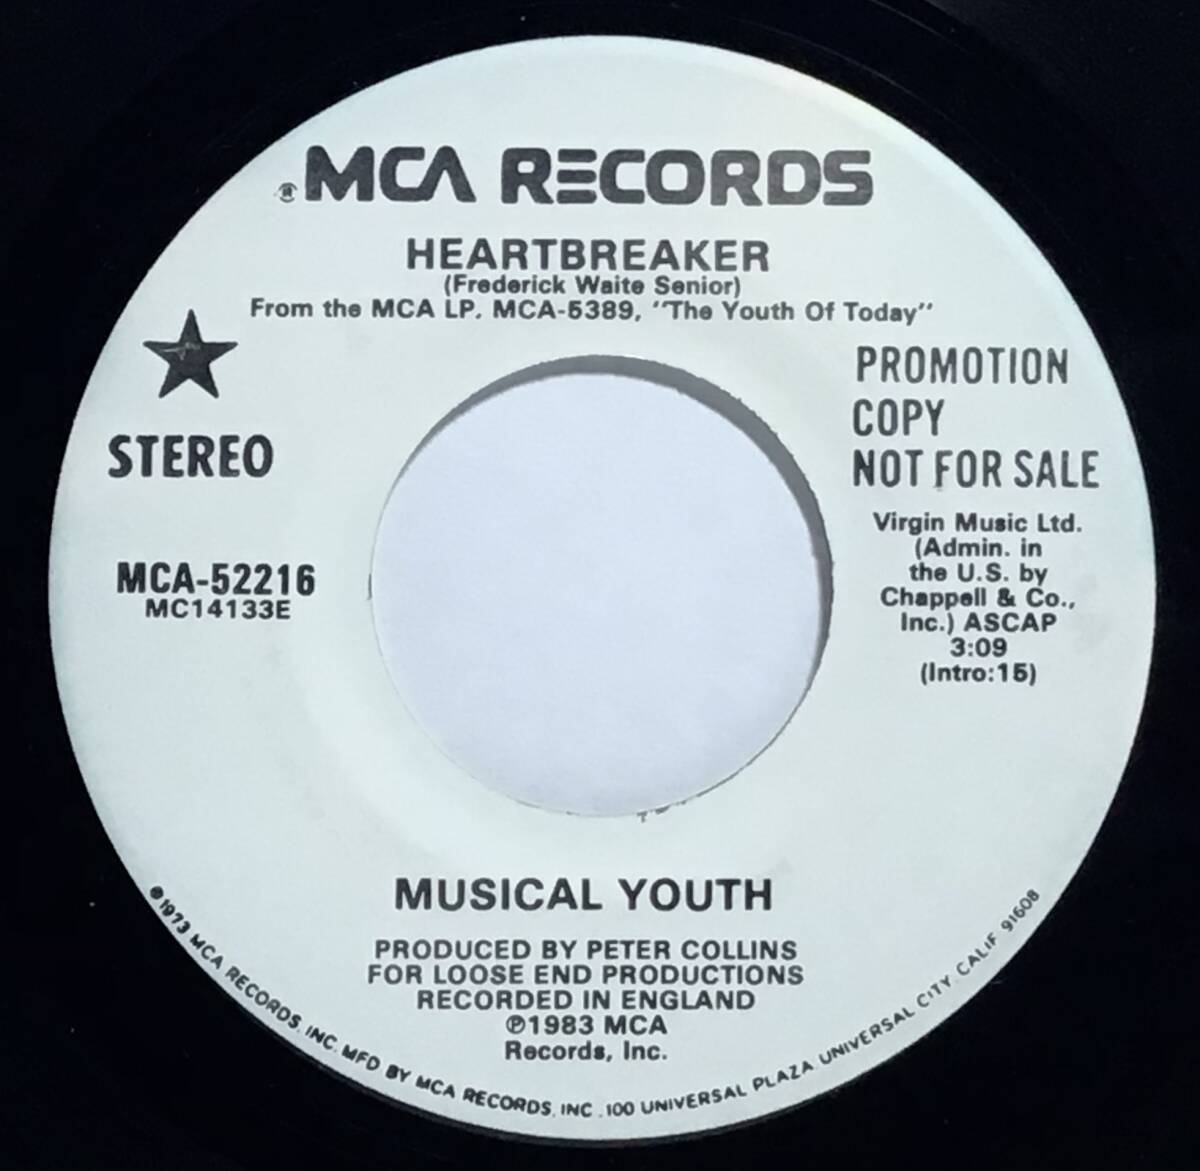 MCA RECORDS
HEARTBREAKER
(Frederick Waite Senior)
From the MCA LP. MCA-5389, "The Youth Of Today"
STEREO
MCA-52216
MC14133E
PROMOTION
COPY
NOT FOR SALE
Virgin Music Ltd.
(Admin. in
the U.S. by
Chappell & Co.,
Inc.) ASCAP
3:09
(Intro:15)
MUSICAL YOUTH
PRODUCED BY PETER COLLINS
FOR LOOSE END PRODUCTIONS
RECORDED IN ENGLAND
℗1983 MCA
Records, Inc.
©1973 MCA RECORDS, INC. MFD BY MCA RECORDS, INC. 100 UNIVERSAL PLAZA UNIVERSAL CITY, CALIF 91608